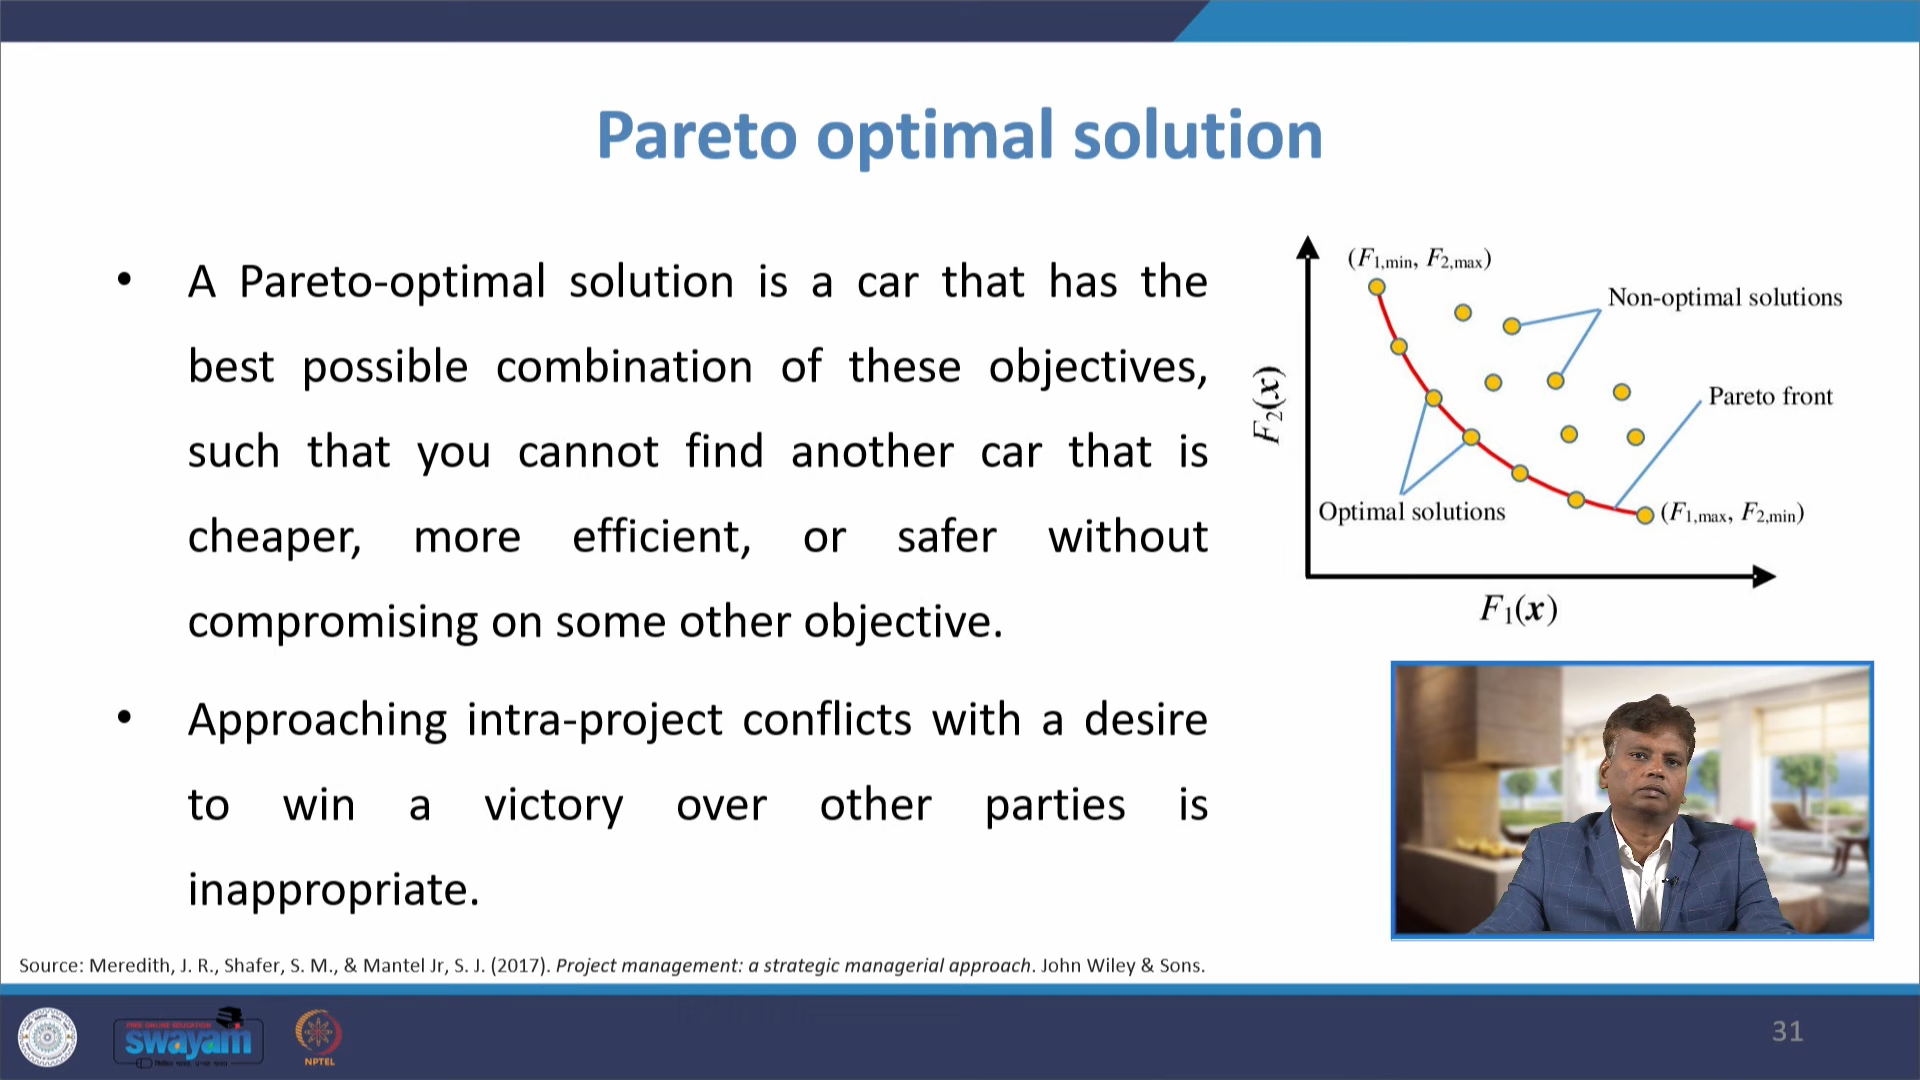 Pareto optimal solution
• A Pareto-optimal solution is a car that has the
best possible combination of these objectives,
such that you cannot find another car that is
cheaper, more efficient, or safer without
compromising on some other objective.
• Approaching intra-project conflicts with a desire
to win a victory over other parties is
inappropriate.
(F1,min, F2,max)
Non-optimal solutions
Pareto front
F2(x)
Optimal solutions
(F1,max, F2,min)
F1(x)
Source: Meredith, J. R., Shafer, S. M., & Mantel Jr, S. J. (2017). Project management: a strategic managerial approach. John Wiley & Sons.
FREE ONLINE EDUCATION
swayam
NPTEL
31